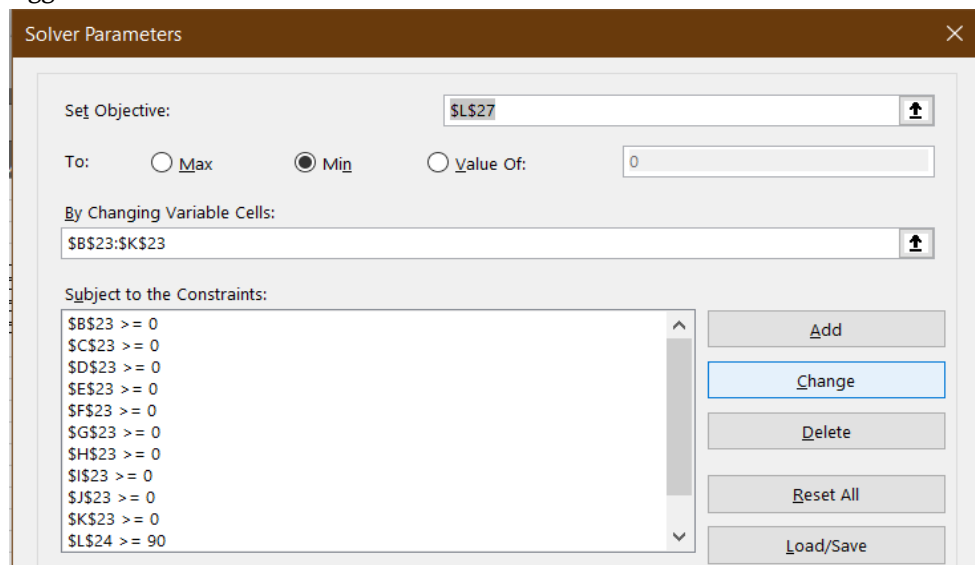 Solver Parameters
Set Objective: $L$27
To: Max Min Value Of: 0
By Changing Variable Cells:
$B$23:$K$23
Subject to the Constraints:
$B$23 >= 0
$C$23 >= 0
$D$23 >= 0
$E$23 >= 0
$F$23 >= 0
$G$23 >= 0
$H$23 >= 0
$I$23 >= 0
$J$23 >= 0
$K$23 >= 0
$L$24 >= 90
Add
Change
Delete
Reset All
Load/Save